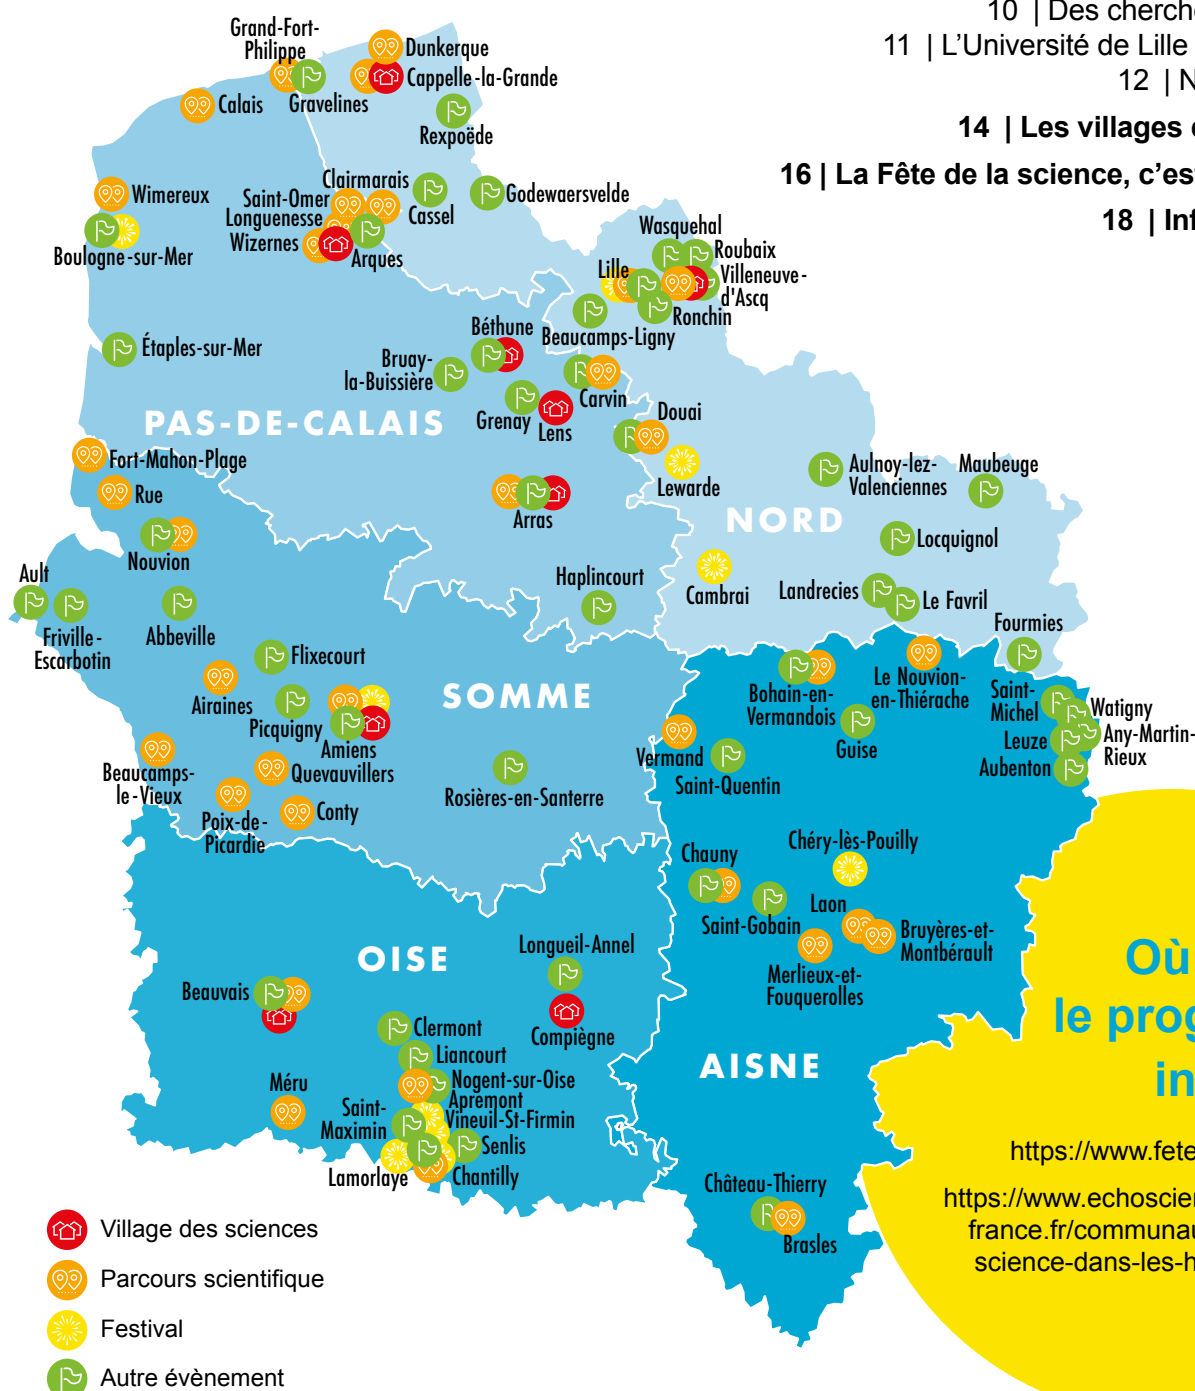 10 | Des cherch
11 | L'Université de Lille
12 | N
14 | Les villages
16 | La Fête de la science, c'es
18 | Inf
Grand-Fort-
Philippe
Dunkerque
Cappelle-la-Grande
Gravelines
Calais
Rexpoëde
Wimereux
Clairmarais
Saint-Omer
Longuenesse
Wizernes
Arques
Cassel
Godewaersvelde
Boulogne-sur-Mer
Wasquehal
Roubaix
Lille
Villeneuve-
d'Ascq
Ronchin
Beaucamps-Ligny
Étaples-sur-Mer
Béthune
Bruay-
la-Buissière
Grenay
Lens
Carvin
Douai
PAS-DE-CALAIS
Lewarde
Fort-Mahon-Plage
Rue
Arras
Aulnoy-lez-
Valenciennes
Maubeuge
NORD
Nouvion
Locquignol
Ault
Friville-
Escarbotin
Abbeville
Haplincourt
Cambrai
Landrecies
Le Favril
Fourmies
Flixecourt
Airaines
Picquigny
Amiens
SOMME
Bohain-en-
Vermandois
Le Nouvion-
en-Thiérache
Saint-
Michel
Watigny
Guise
Leuze
Any-Martin-
Rieux
Aubenton
Vermand
Saint-Quentin
Beaucamps-
le-Vieux
Quevauvillers
Poix-de-
Picardie
Conty
Rosières-en-Santerre
Chéry-lès-Pouilly
Chauny
Saint-Gobain
Laon
Bruyères-et-
Montbérault
Merlieux-et-
Fouquerolles
OISE
Longueil-Annel
Beauvais
Compiègne
Clermont
Liancourt
Nogent-sur-Oise
Apremont
Vineuil-St-Firmin
Méru
Saint-
Maximin
Senlis
Lamorlaye
Chantilly
AISNE
Château-Thierry
Brasles
Où
le prog
in
https://www.fete
https://www.echoscien
france.fr/communau
science-dans-les-h
Village des sciences
Parcours scientifique
Festival
Autre évènement